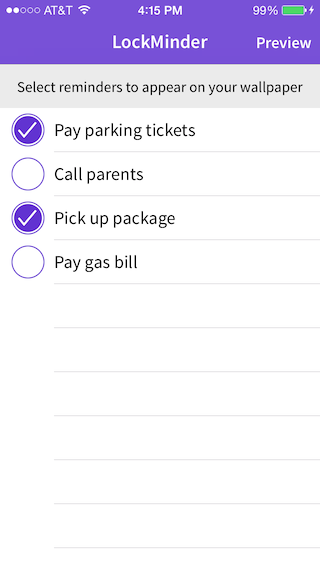 AT&T 4:15 PM 99%
LockMinder Preview
Select reminders to appear on your wallpaper
Pay parking tickets
Call parents
Pick up package
Pay gas bill